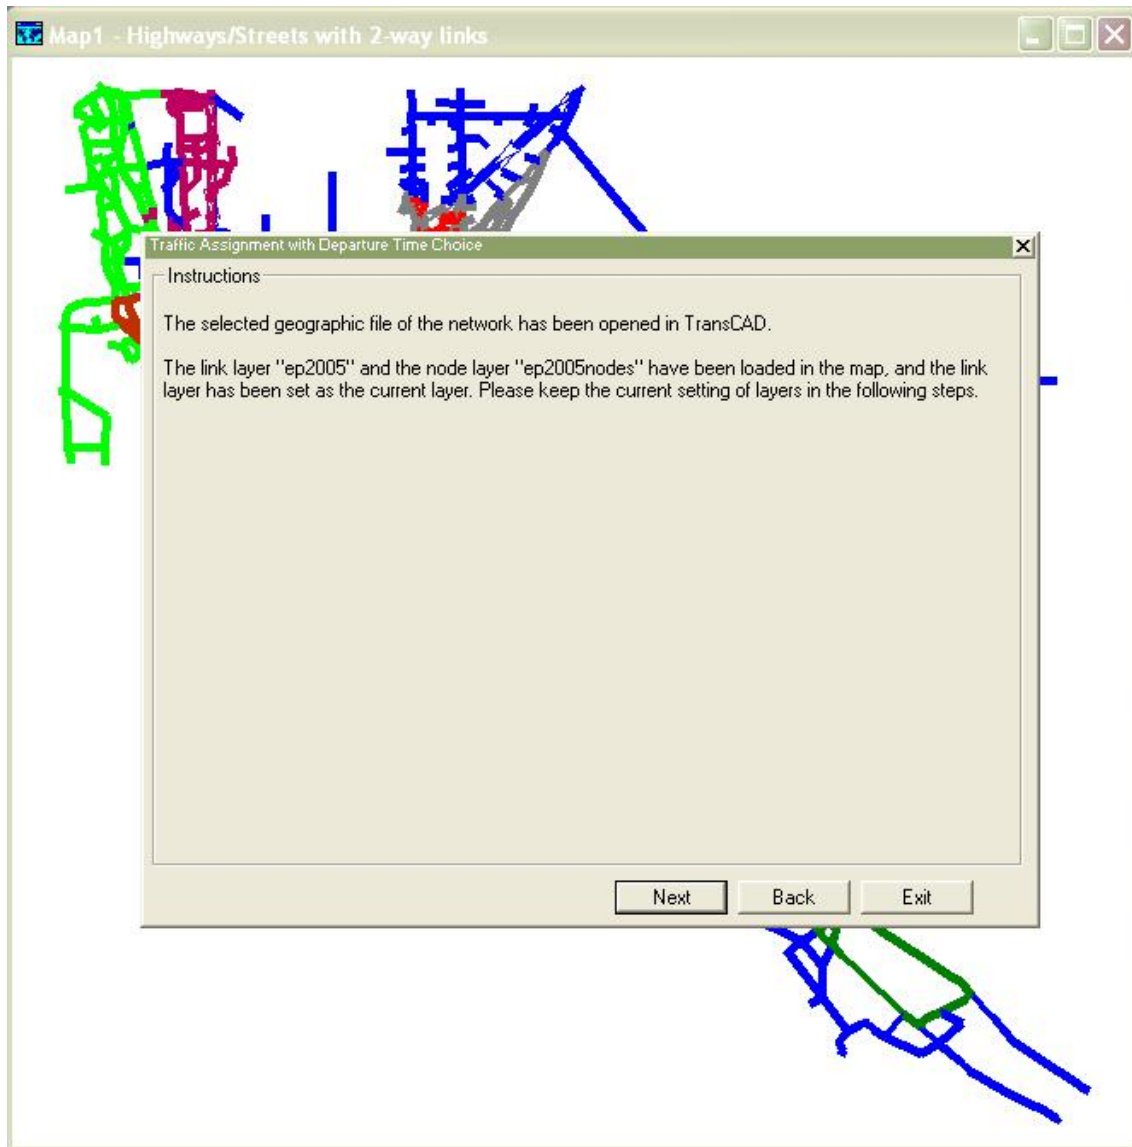 Map1 - Highways/Streets with 2-way links
Traffic Assignment with Departure Time Choice
Instructions
The selected geographic file of the network has been opened in TransCAD.
The link layer "ep2005" and the node layer "ep2005nodes" have been loaded in the map, and the link
layer has been set as the current layer. Please keep the current setting of layers in the following steps.
Next Back Exit